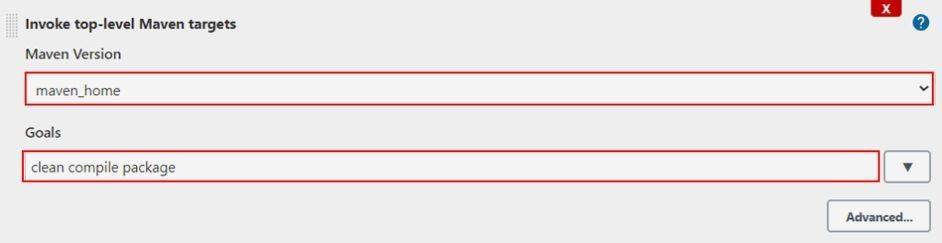 x
Invoke top-level Maven targets
?
Maven Version
maven_home
Goals
clean compile package
Advanced...